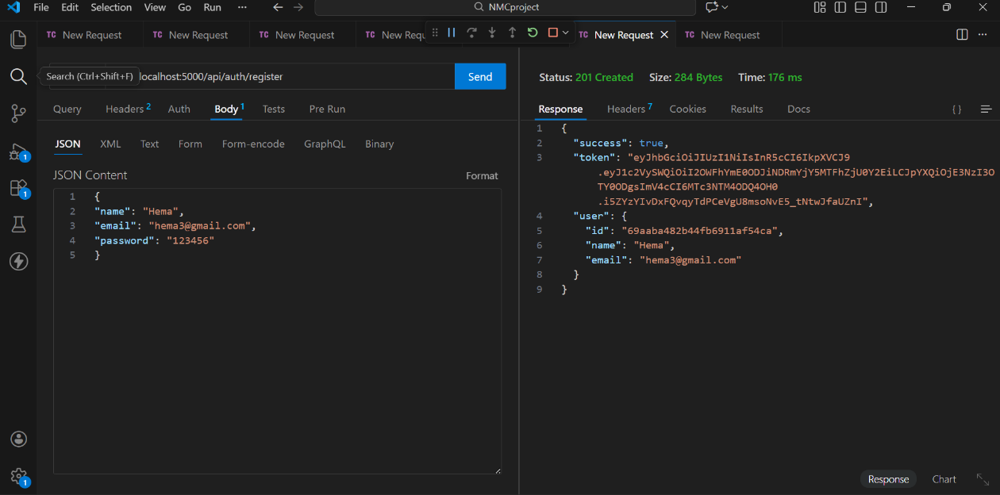 File Edit Selection View Go Run ··· NMCproject
TC New Request TC New Request TC New Request TC New Requ TC New Request TC New Request
Search (Ctrl+Shift+F) localhost:5000/api/auth/register Send
Status: 201 Created Size: 284 Bytes Time: 176 ms
Query Headers 2 Auth Body 1 Tests Pre Run
Response Headers 7 Cookies Results Docs { }
JSON XML Text Form Form-encode GraphQL Binary
JSON Content Format
1 {
2 "name": "Hema",
3 "email": "hema3@gmail.com",
4 "password": "123456"
5 }
1 {
2 "success": true,
3 "token": "eyJhbGciOiJIUzI1NiIsInR5cCI6IkpXVCJ9
.eyJ1c2VySWQiOiI2OWFhYmE0ODJiNDRmYjY5MTFhZjU0Y2EiLCJpYXQiOjE3NzI3O
TY0ODgsImV4cCI6MTc3NTM4ODQ4OH0
.i5ZYzYIvDxFQvqyTdPCeVgU8msoNvE5_tNtwJfaUZnI",
4 "user": {
5 "id": "69aaba482b44fb6911af54ca",
6 "name": "Hema",
7 "email": "hema3@gmail.com"
8 }
9 }
1
1
1
Response Chart